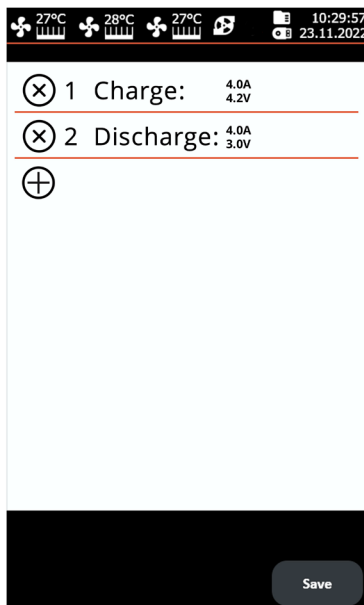 27°C 28°C 27°C 10:29:57
23.11.2022
1 Charge: 4.0A
4.2V
2 Discharge: 4.0A
3.0V
Save